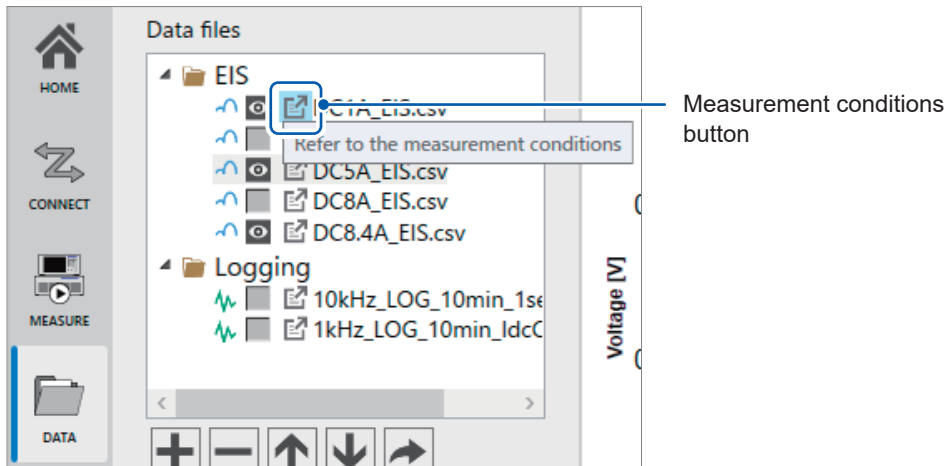 Data files
HOME
EIS
DC1A_EIS.csv
Refer to the measurement conditions
DC5A_EIS.csv
DC8A_EIS.csv
DC8.4A_EIS.csv
CONNECT
Logging
10kHz_LOG_10min_1se
1kHz_LOG_10min_IdcC
MEASURE
DATA
Voltage [V]
Measurement conditions
button